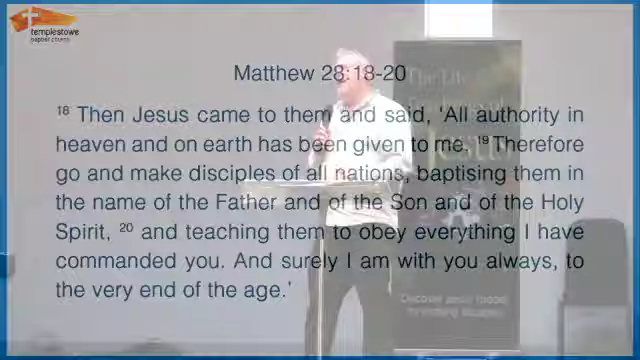 templestowe
baptist church
Matthew 28:18-20
18 Then Jesus came to them and said, ‘All authority in
heaven and on earth has been given to me. 19 Therefore
go and make disciples of all nations, baptising them in
the name of the Father and of the Son and of the Holy
Spirit, 20 and teaching them to obey everything I have
commanded you. And surely I am with you always, to
the very end of the age.’
The Life
Jesus